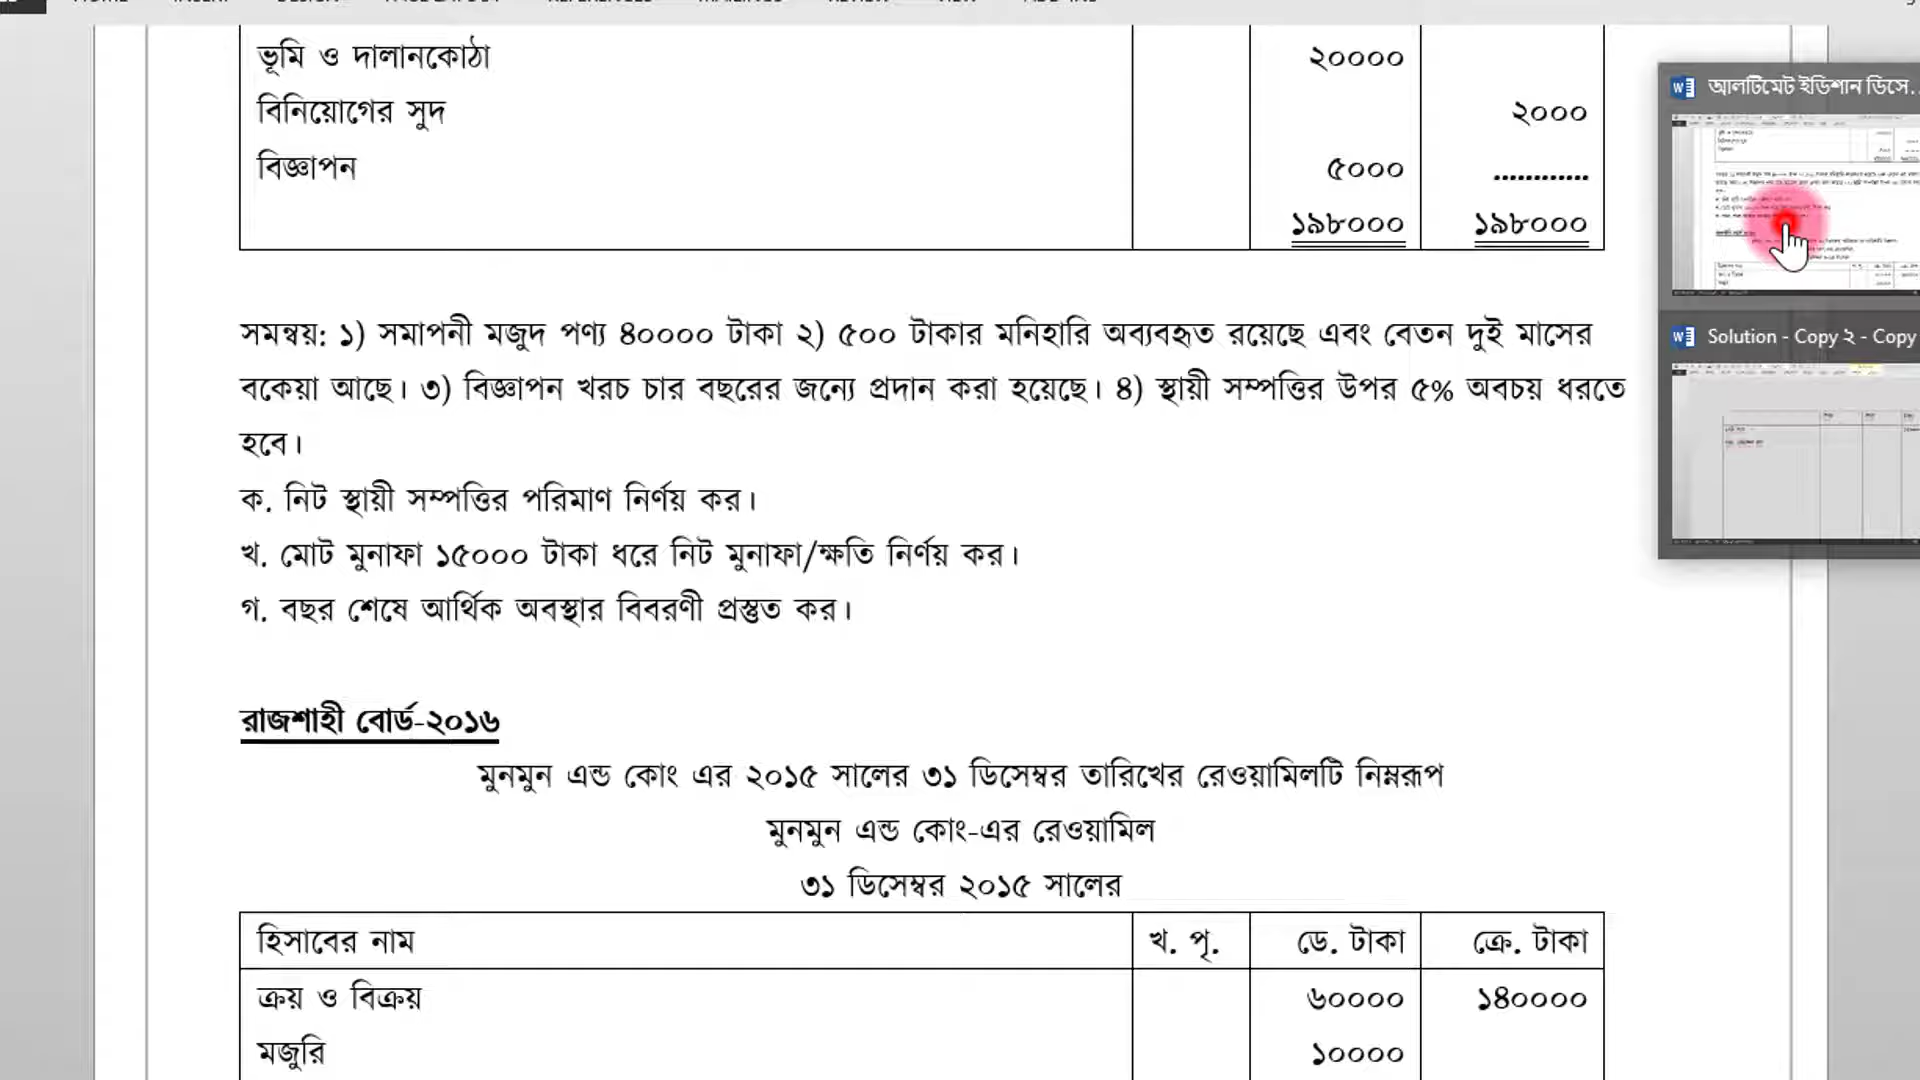 ভূমি ও দালানকোঠা ২০০০০
বিনিয়োগের সুদ ২০০০
বিজ্ঞাপন ৫০০০ ............
১৯৮০০০ ১৯৮০০০
সমন্বয়: ১) সমাপনী মজুদ পণ্য ৪০০০০ টাকা ২) ৫০০ টাকার মনিহারি অব্যবহৃত রয়েছে এবং বেতন দুই মাসের
বকেয়া আছে। ৩) বিজ্ঞাপন খরচ চার বছরের জন্যে প্রদান করা হয়েছে। ৪) স্থায়ী সম্পত্তির উপর ৫% অবচয় ধরতে
হবে।
ক. নিট স্থায়ী সম্পত্তির পরিমাণ নির্ণয় কর।
খ. মোট মুনাফা ১৫০০০ টাকা ধরে নিট মুনাফা/ক্ষতি নির্ণয় কর।
গ. বছর শেষে আর্থিক অবস্থার বিবরণী প্রস্তুত কর।
রাজশাহী বোর্ড-২০১৬
মুনমুন এন্ড কোং এর ২০১৫ সালের ৩১ ডিসেম্বর তারিখের রেওয়ামিলটি নিম্নরূপ
মুনমুন এন্ড কোং-এর রেওয়ামিল
৩১ ডিসেম্বর ২০১৫ সালের
হিসাবের নাম খ. পৃ. ডে. টাকা ক্রে. টাকা
ক্রয় ও বিক্রয় ৬০০০০ ১৪০০০০
মজুরি ১০০০০
আলটিমেট ইডিশান ডিসে...
Solution - Copy ২ - Copy